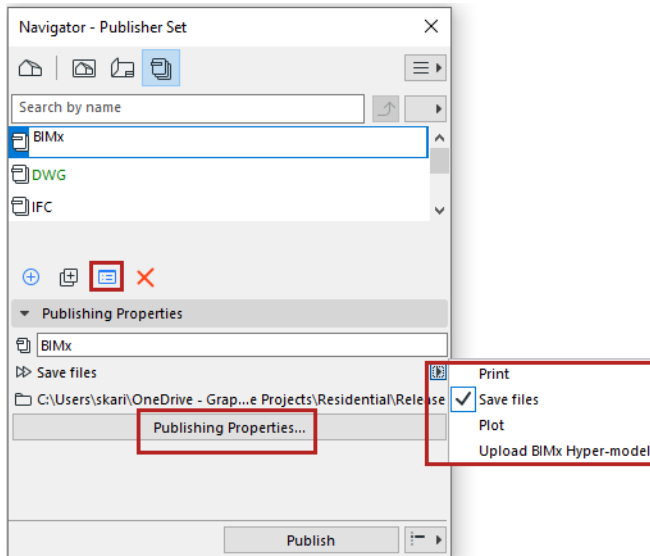 Navigator - Publisher Set
Search by name
BIMx
DWG
IFC
Publishing Properties
BIMx
Save files
C:\Users\skari\OneDrive - Grap...e Projects\Residential\Release
Publishing Properties...
Print
Save files
Plot
Upload BIMx Hyper-model
Publish